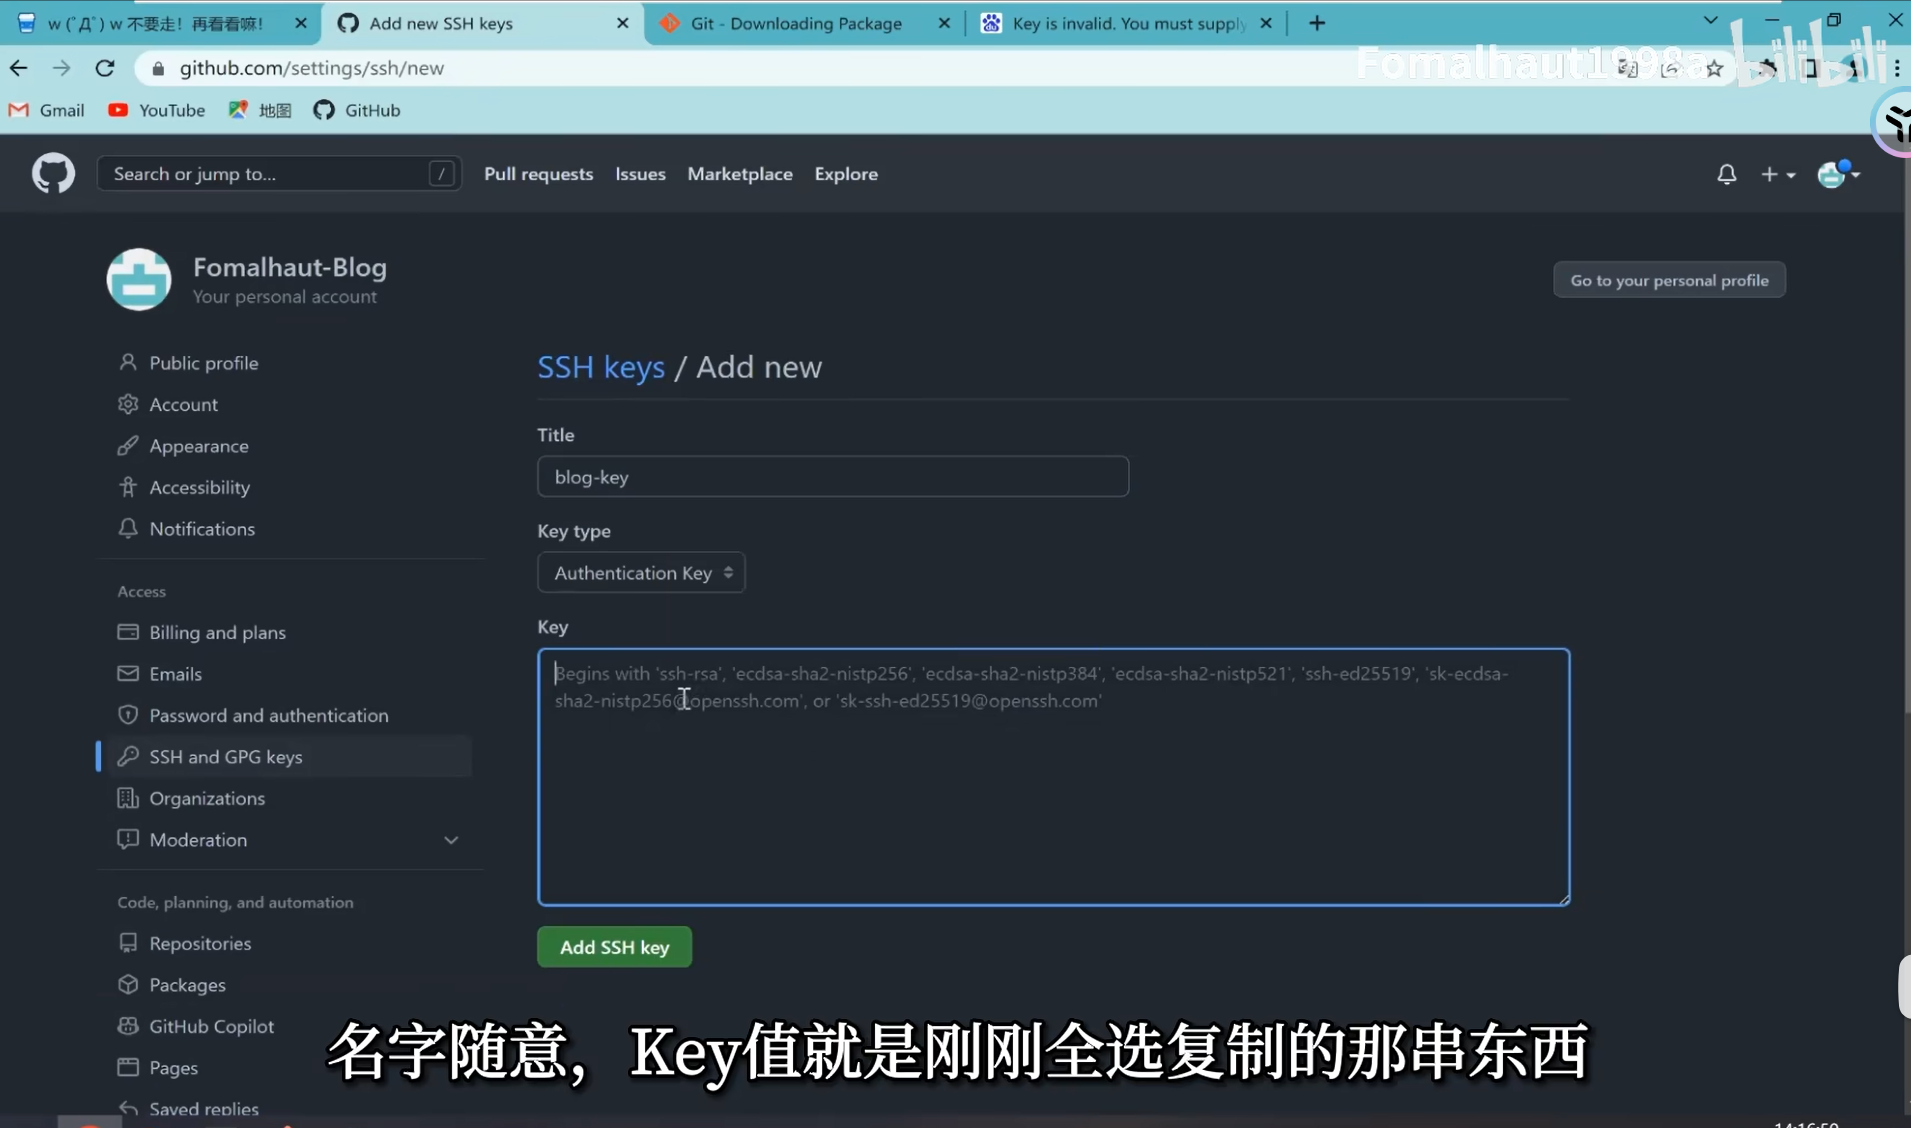 w (ﾟДﾟ) w 不要走！再看看嘛！
Add new SSH keys
Git - Downloading Package
Key is invalid. You must supply
github.com/settings/ssh/new
Fomalhaut1998a
bilibili
Gmail
YouTube
地图
GitHub
Search or jump to...
/
Pull requests
Issues
Marketplace
Explore
Fomalhaut-Blog
Your personal account
Go to your personal profile
Public profile
Account
Appearance
Accessibility
Notifications
Access
Billing and plans
Emails
Password and authentication
SSH and GPG keys
Organizations
Moderation
Code, planning, and automation
Repositories
Packages
GitHub Copilot
Pages
Saved replies
SSH keys / Add new
Title
blog-key
Key type
Authentication Key
Key
Begins with 'ssh-rsa', 'ecdsa-sha2-nistp256', 'ecdsa-sha2-nistp384', 'ecdsa-sha2-nistp521', 'ssh-ed25519', 'sk-ecdsa-
sha2-nistp256@openssh.com', or 'sk-ssh-ed25519@openssh.com'
Add SSH key
名字随意，Key值就是刚刚全选复制的那串东西